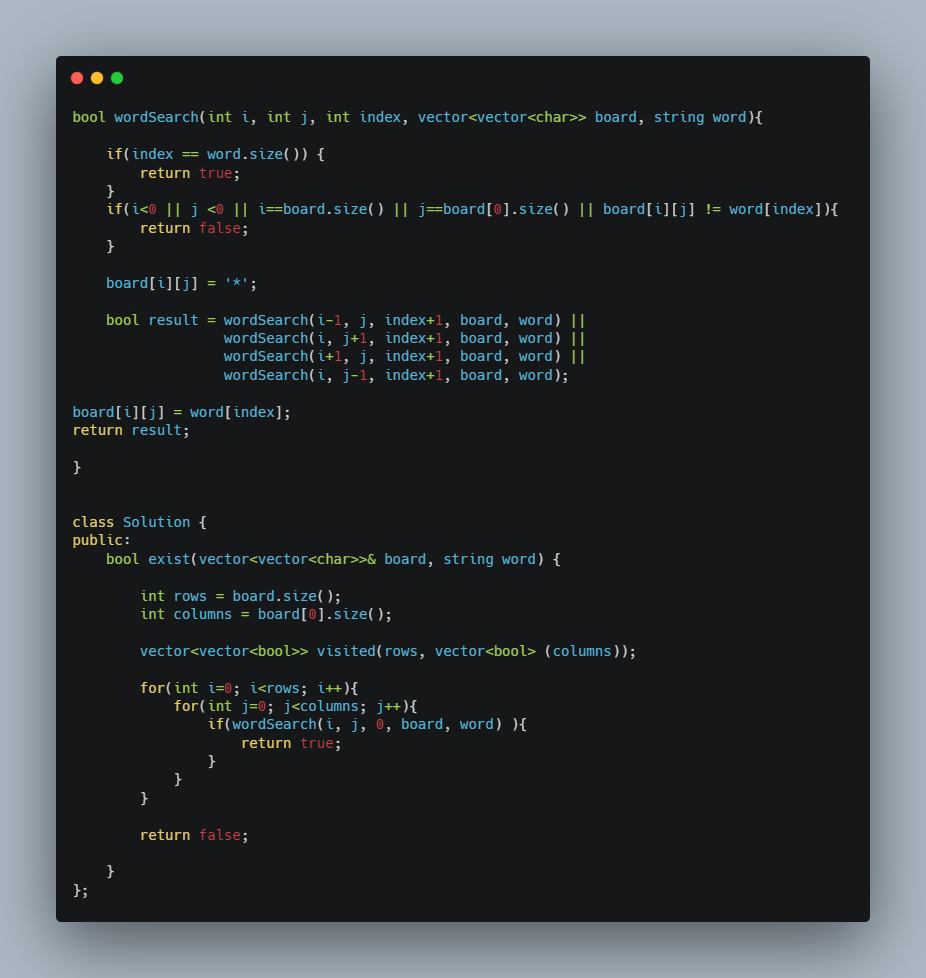 bool wordSearch(int i, int j, int index, vector<vector<char>> board, string word){
    if(index == word.size()) {
        return true;
    }
    if(i<0 || j <0 || i==board.size() || j==board[0].size() || board[i][j] != word[index]){
        return false;
    }
    board[i][j] = '*';
    bool result = wordSearch(i-1, j, index+1, board, word) ||
                  wordSearch(i, j+1, index+1, board, word) ||
                  wordSearch(i+1, j, index+1, board, word) ||
                  wordSearch(i, j-1, index+1, board, word);
board[i][j] = word[index];
return result;
}
class Solution {
public:
    bool exist(vector<vector<char>>& board, string word) {
        int rows = board.size();
        int columns = board[0].size();
        vector<vector<bool>> visited(rows, vector<bool> (columns));
        for(int i=0; i<rows; i++){
            for(int j=0; j<columns; j++){
                if(wordSearch(i, j, 0, board, word) ){
                    return true;
                }
            }
        }
        return false;
    }
};